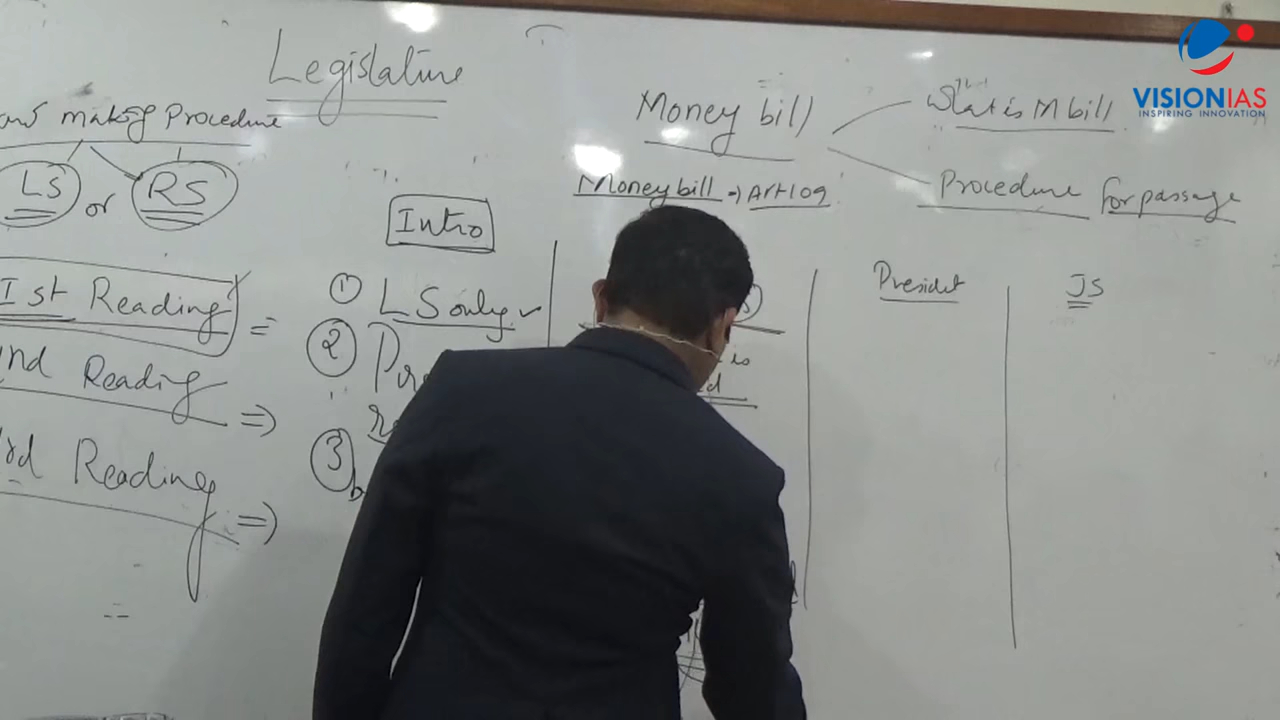 Legislature
making Procedure
LS or RS
Ist Reading =
nd Reading =>
rd Reading =>
Intro
① LS only
②
③
Money bill
What is M bill
Procedure for passage
Money bill → Art 109
is
President
JS
VISIONIAS
INSPIRING INNOVATION